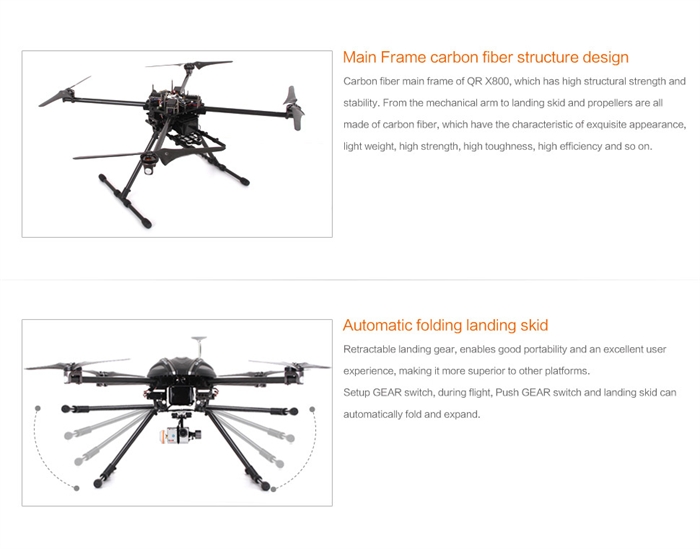 Main Frame carbon fiber structure design
Carbon fiber main frame of QR X800, which has high structural strength and
stability. From the mechanical arm to landing skid and propellers are all
made of carbon fiber, which have the characteristic of exquisite appearance,
light weight, high strength, high toughness, high efficiency and so on.
Automatic folding landing skid
Retractable landing gear, enables good portability and an excellent user
experience, making it more superior to other platforms.
Setup GEAR switch, during flight, Push GEAR switch and landing skid can
automatically fold and expand.